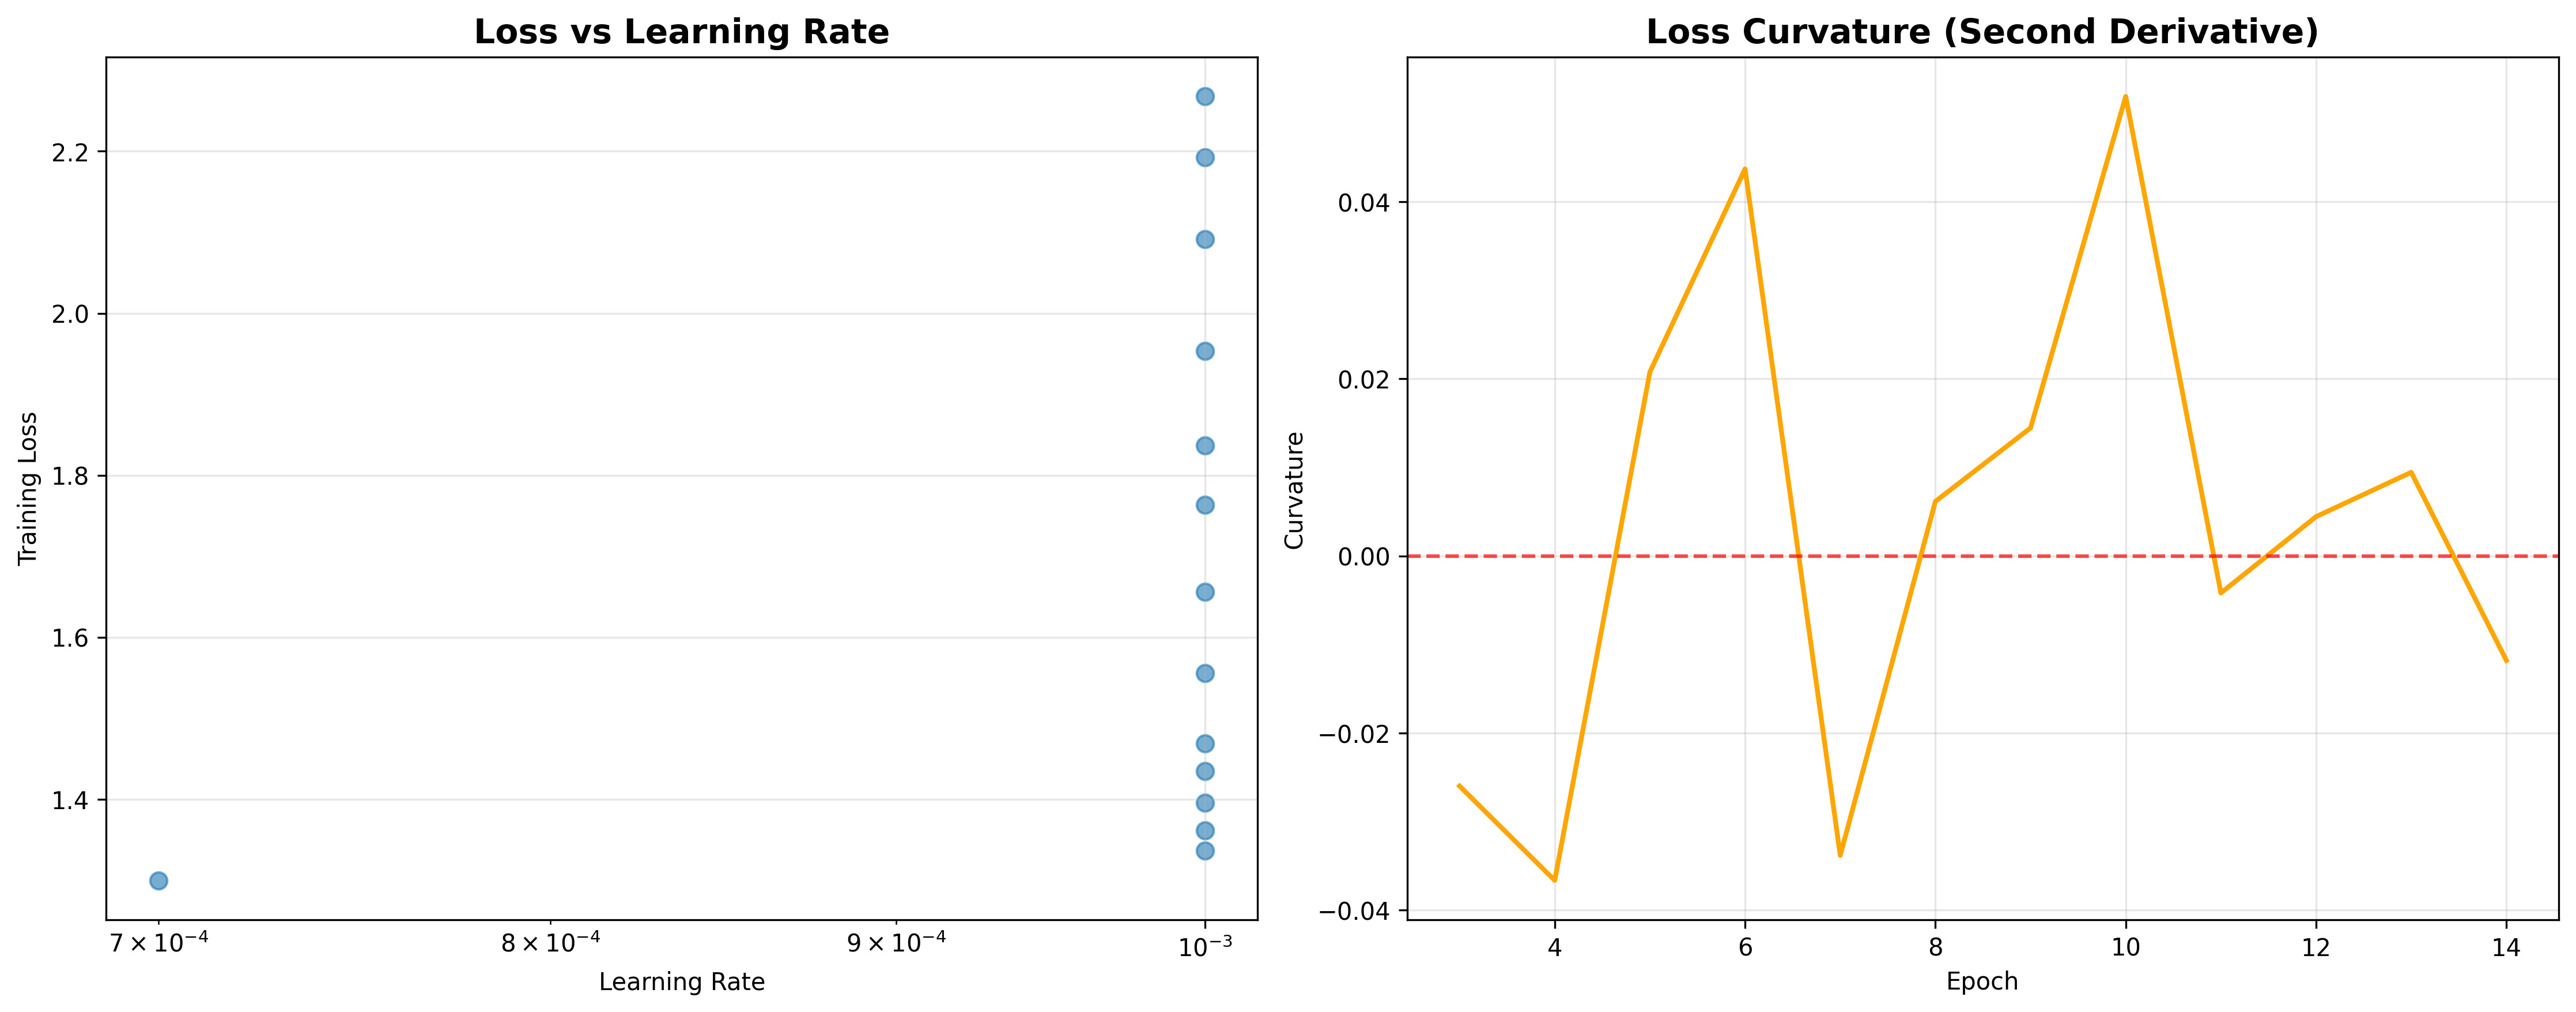 Loss vs Learning Rate
Training Loss
2.2
2.0
1.8
1.6
1.4
7 × 10⁻⁴
8 × 10⁻⁴
9 × 10⁻⁴
10⁻³
Learning Rate
Loss Curvature (Second Derivative)
Curvature
0.04
0.02
0.00
−0.02
−0.04
4
6
8
10
12
14
Epoch